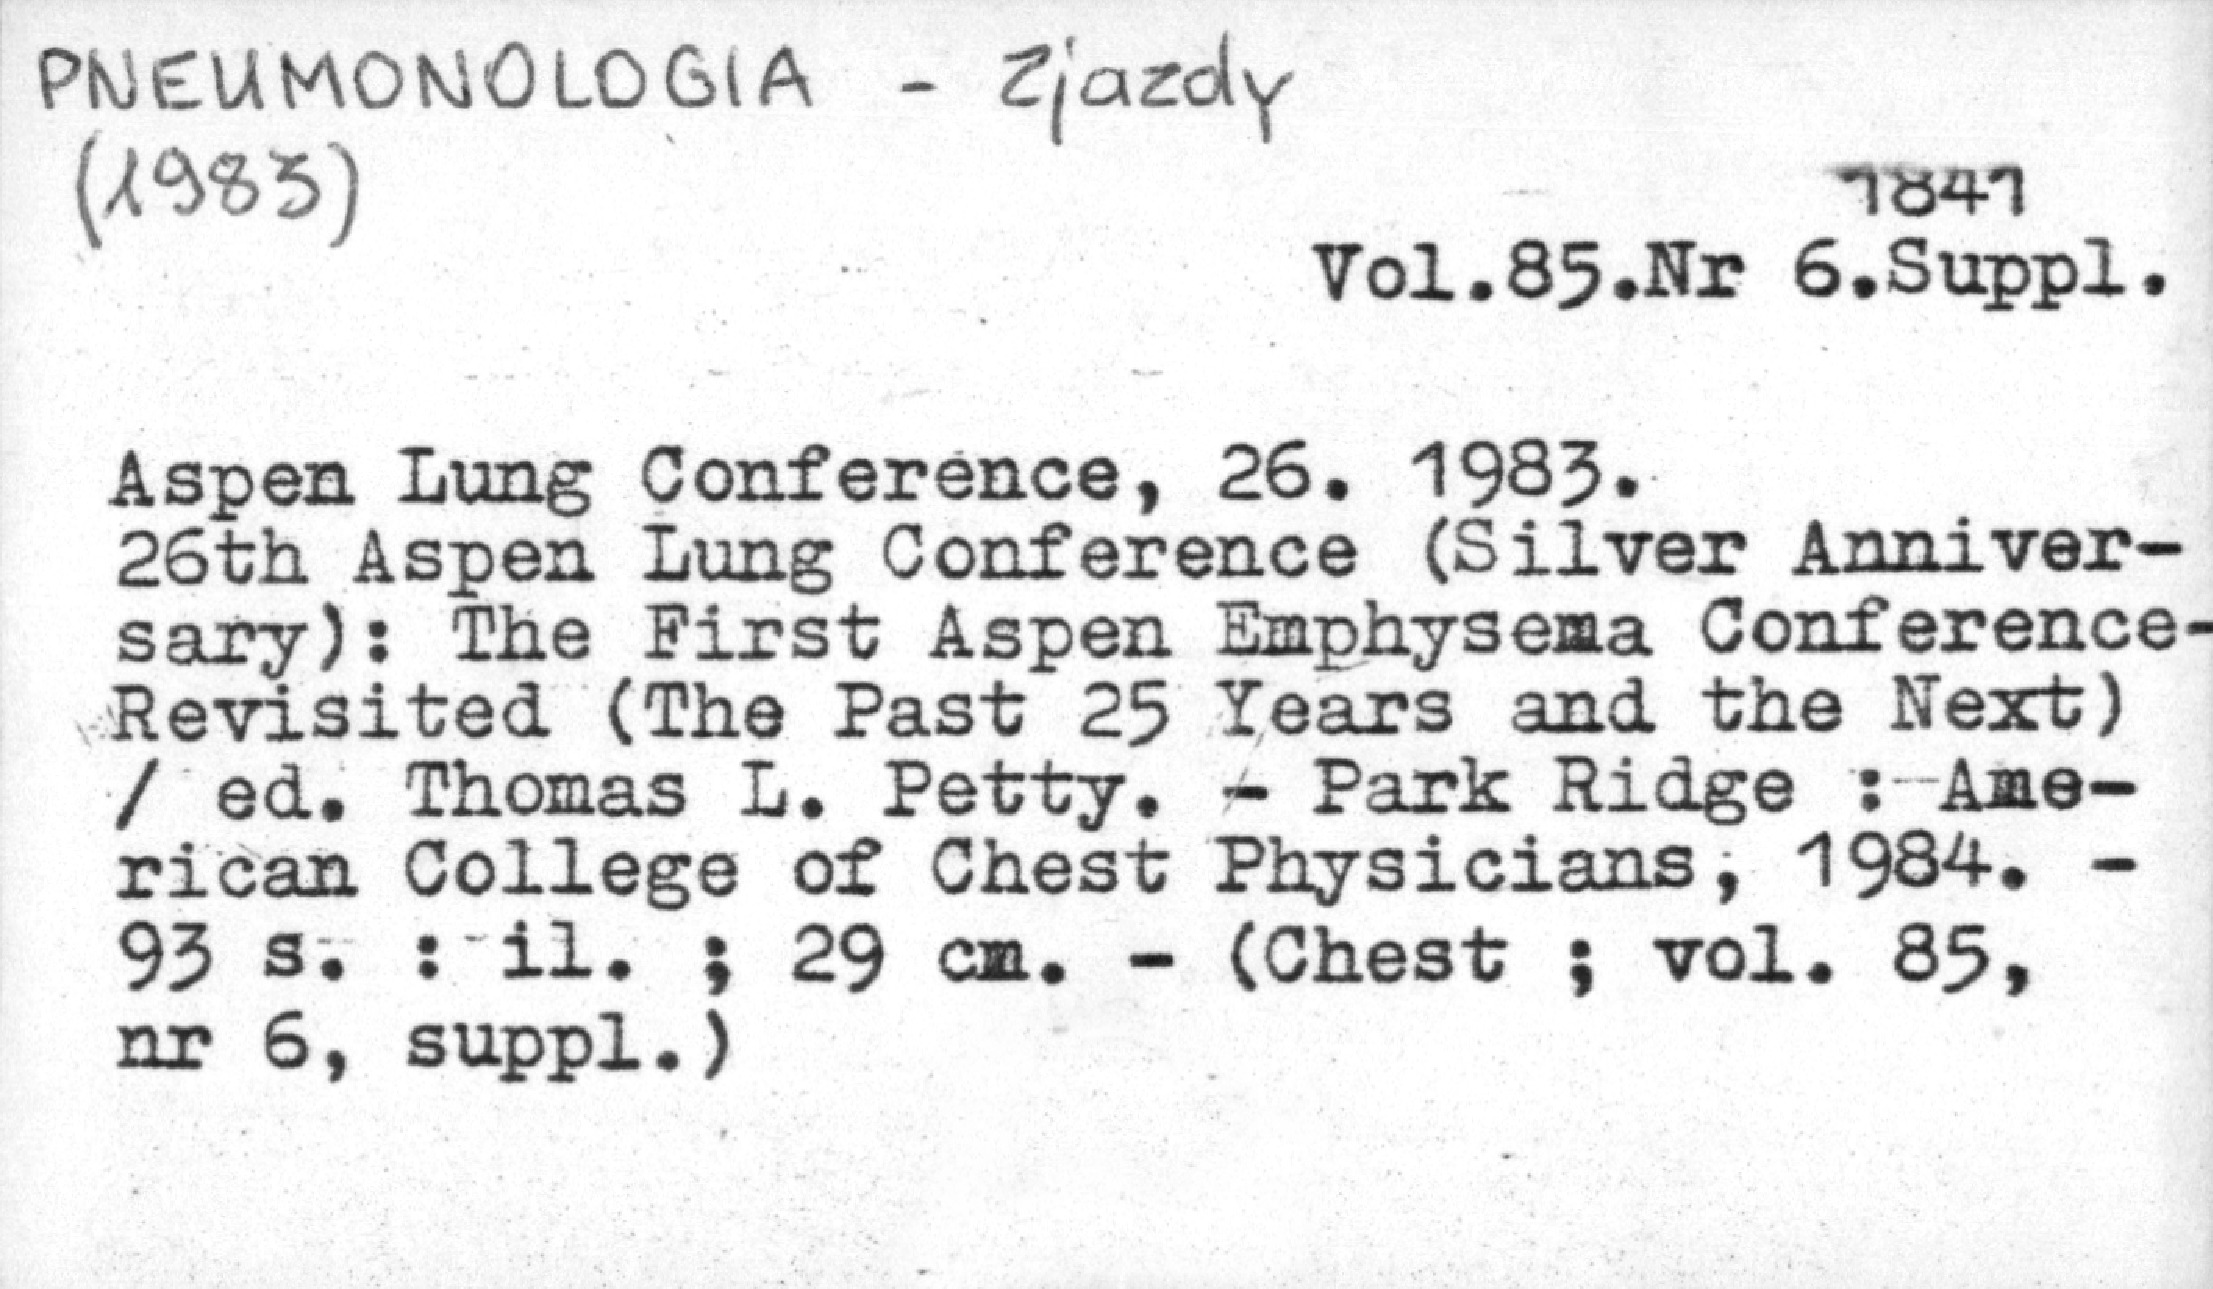 PNEUMONOLOGIA - Zjazdy
(1983)
1841
Vol.85.Nr 6.Suppl.
Aspen Lung Conference, 26. 1983.
26th Aspen Lung Conference (Silver Anniver-
sary): The First Aspen Emphysema Conference-
Revisited (The Past 25 Years and the Next)
/ ed. Thomas L. Petty. - Park Ridge : Ame-
rican College of Chest Physicians, 1984. -
93 s. : il. ; 29 cm. - (Chest ; vol. 85,
nr 6, suppl.)